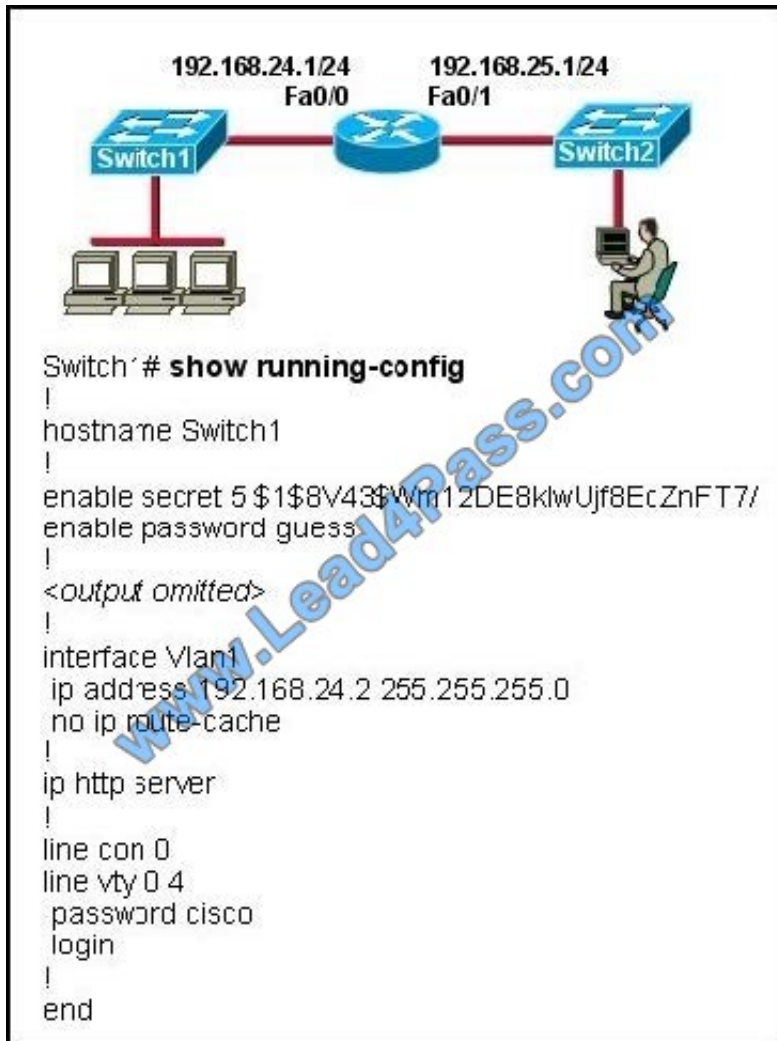 192.168.24.1/24 192.168.25.1/24
Fa0/0 Fa0/1
Switch1 Switch2
Switch1# show running-config
!
hostname Switch1
!
enable secret 5 $1$8V43$Wm12DE8klwUjf8EcZnFT7/
enable password guess
!
<output omitted>
!
interface Vlan1
ip address 192.168.24.2 255.255.255.0
no ip route-cache
!
ip http server
!
line con 0
line vty 0 4
password cisco
login
!
end
www.Lead4Pass.com